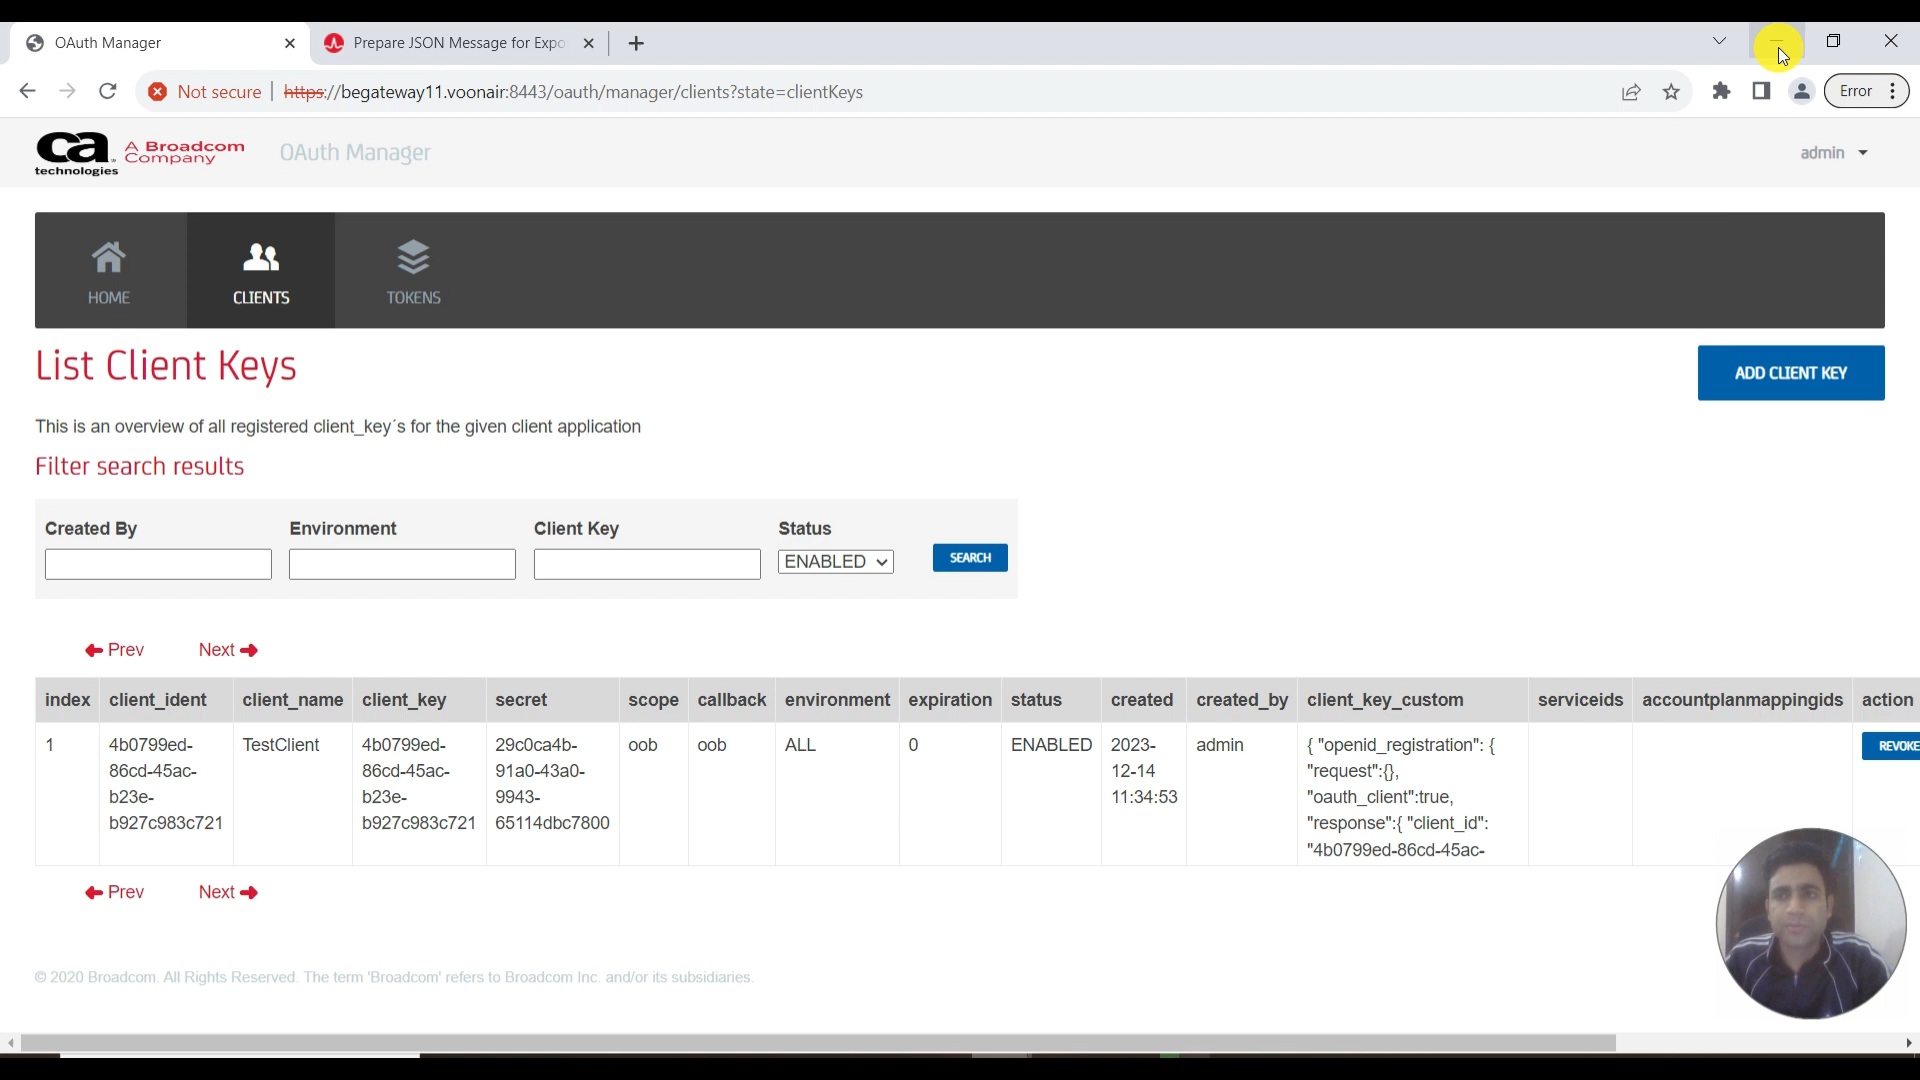 OAuth Manager
Prepare JSON Message for Expo
Not secure
https://begateway11.voonair:8443/oauth/manager/clients?state=clientKeys
Error
ca technologies
A Broadcom Company
OAuth Manager
admin
HOME
CLIENTS
TOKENS
List Client Keys
ADD CLIENT KEY
This is an overview of all registered client_key´s for the given client application
Filter search results
Created By
Environment
Client Key
Status
ENABLED
SEARCH
Prev
Next
index client_ident client_name client_key secret scope callback environment expiration status created created_by client_key_custom serviceids accountplanmappingids action
1 4b0799ed- TestClient 4b0799ed- 29c0ca4b- oob oob ALL 0 ENABLED 2023- admin { "openid_registration": { REVOKE
86cd-45ac- 86cd-45ac- 91a0-43a0- 12-14 "request":{},
b23e- b23e- 9943- 11:34:53 "oauth_client":true,
b927c983c721 b927c983c721 65114dbc7800 "response":{ "client_id":
"4b0799ed-86cd-45ac-
Prev
Next
© 2020 Broadcom. All Rights Reserved. The term 'Broadcom' refers to Broadcom Inc. and/or its subsidiaries.